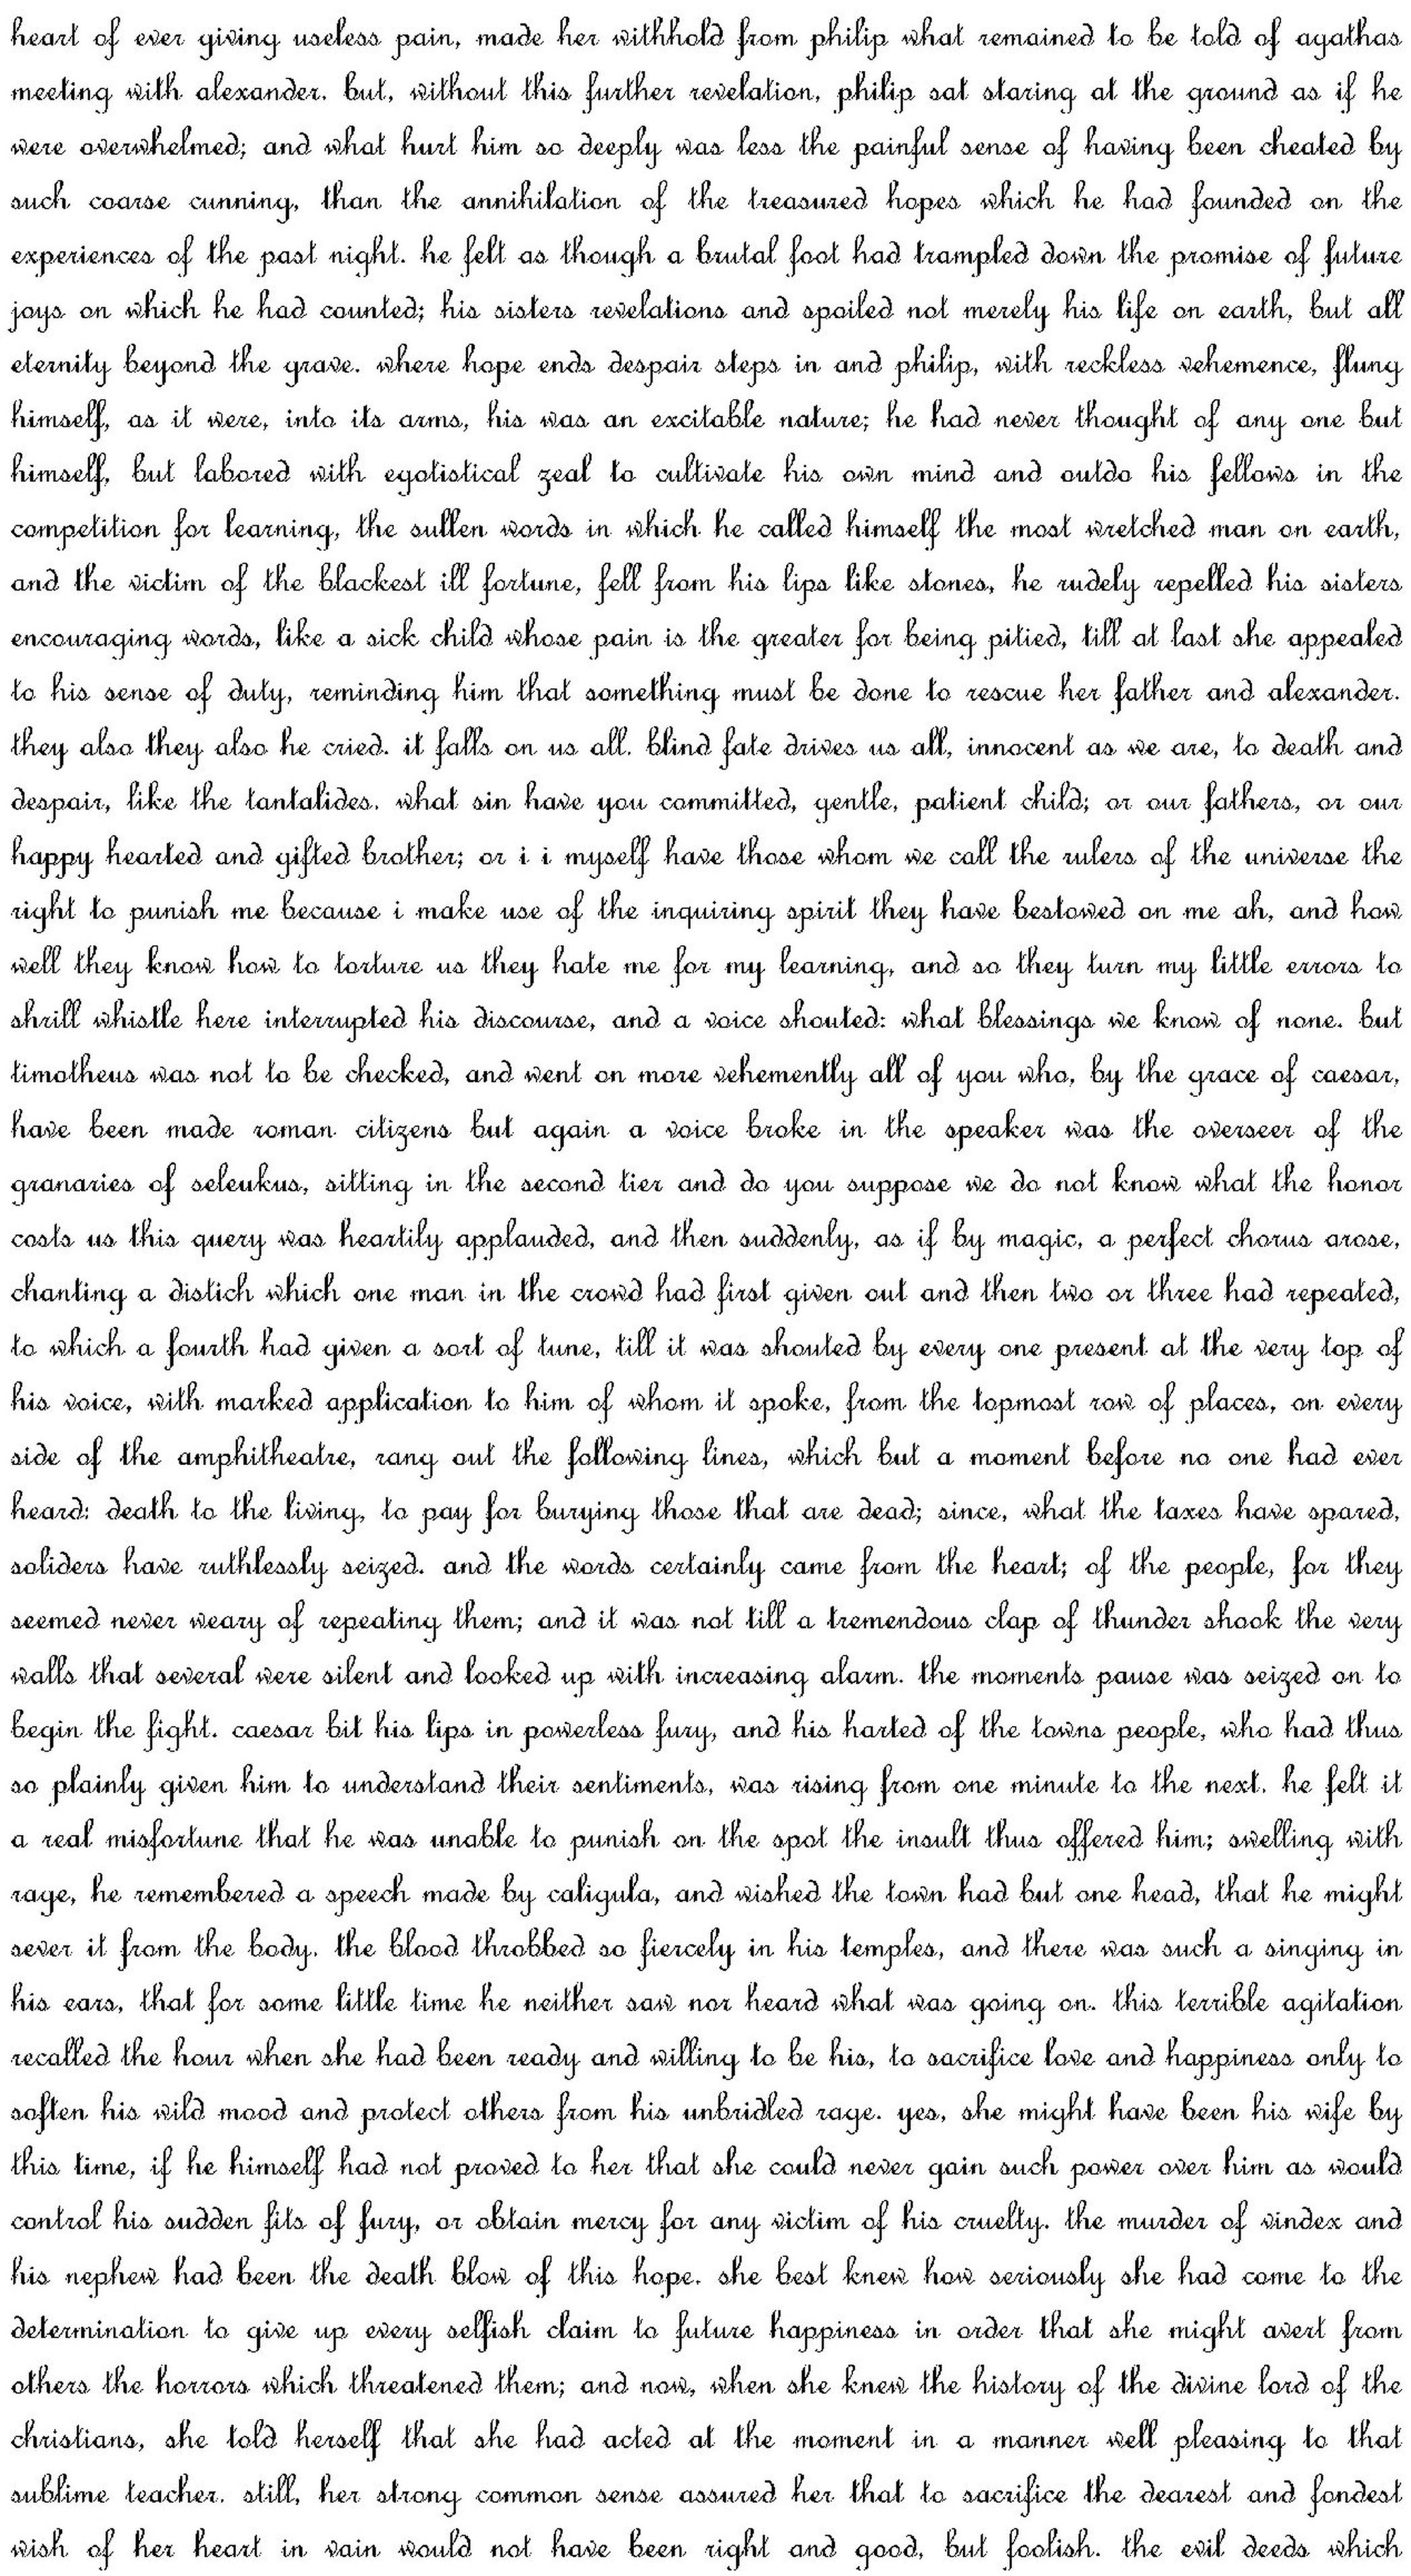 heart of ever giving useless pain, made her withhold from philip what remained to be told of agathas
meeting with alexander. but, without this further revelation, philip sat staring at the ground as if he
were overwhelmed; and what hurt him so deeply was less the painful sense of having been cheated by
such coarse cunning, than the annihilation of the treasured hopes which he had founded on the
experiences of the past night. he felt as though a brutal foot had trampled down the promise of future
joys on which he had counted; his sisters revelations and spoiled not merely his life on earth, but all
eternity beyond the grave. where hope ends despair steps in and philip, with reckless vehemence, flung
himself, as it were, into its arms, his was an excitable nature; he had never thought of any one but
himself, but labored with egotistical zeal to cultivate his own mind and outdo his fellows in the
competition for learning, the sullen words in which he called himself the most wretched man on earth,
and the victim of the blackest ill fortune, fell from his lips like stones, he rudely repelled his sisters
encouraging words, like a sick child whose pain is the greater for being pitied, till at last she appealed
to his sense of duty, reminding him that something must be done to rescue her father and alexander.
they also they also he cried. it falls on us all. blind fate drives us all, innocent as we are, to death and
despair, like the tantalides. what sin have you committed, gentle, patient child; or our fathers, or our
happy hearted and gifted brother; or i i myself have those whom we call the rulers of the universe the
right to punish me because i make use of the inquiring spirit they have bestowed on me ah, and how
well they know how to torture us they hate me for my learning, and so they turn my little errors to
shrill whistle here interrupted his discourse, and a voice shouted: what blessings we know of none. but
timotheus was not to be checked, and went on more vehemently all of you who, by the grace of caesar,
have been made roman citizens but again a voice broke in the speaker was the overseer of the
granaries of seleukus, sitting in the second tier and do you suppose we do not know what the honor
costs us this query was heartily applauded, and then suddenly, as if by magic, a perfect chorus arose,
chanting a distich which one man in the crowd had first given out and then two or three had repeated,
to which a fourth had given a sort of tune, till it was shouted by every one present at the very top of
his voice, with marked application to him of whom it spoke, from the topmost row of places, on every
side of the amphitheatre, rang out the following lines, which but a moment before no one had ever
heard: death to the living, to pay for burying those that are dead; since, what the taxes have spared,
soliders have ruthlessly seized. and the words certainly came from the heart; of the people, for they
seemed never weary of repeating them; and it was not till a tremendous clap of thunder shook the very
walls that several were silent and looked up with increasing alarm. the moments pause was seized on to
begin the fight. caesar bit his lips in powerless fury, and his harted of the towns people, who had thus
so plainly given him to understand their sentiments, was rising from one minute to the next. he felt it
a real misfortune that he was unable to punish on the spot the insult thus offered him; swelling with
rage, he remembered a speech made by caligula, and wished the town had but one head, that he might
sever it from the body. the blood throbbed so fiercely in his temples, and there was such a singing in
his ears, that for some little time he neither saw nor heard what was going on. this terrible agitation
recalled the hour when she had been ready and willing to be his, to sacrifice love and happiness only to
soften his wild mood and protect others from his unbridled rage. yes, she might have been his wife by
this time, if he himself had not proved to her that she could never gain such power over him as would
control his sudden fits of fury, or obtain mercy for any victim of his cruelty. the murder of vindex and
his nephew had been the death blow of this hope. she best knew how seriously she had come to the
determination to give up every selfish claim to future happiness in order that she might avert from
others the horrors which threatened them; and now, when she knew the history of the divine lord of the
christians, she told herself that she had acted at the moment in a manner well pleasing to that
sublime teacher. still, her strong common sense assured her that to sacrifice the dearest and fondest
wish of her heart in vain would not have been right and good, but foolish. the evil deeds which